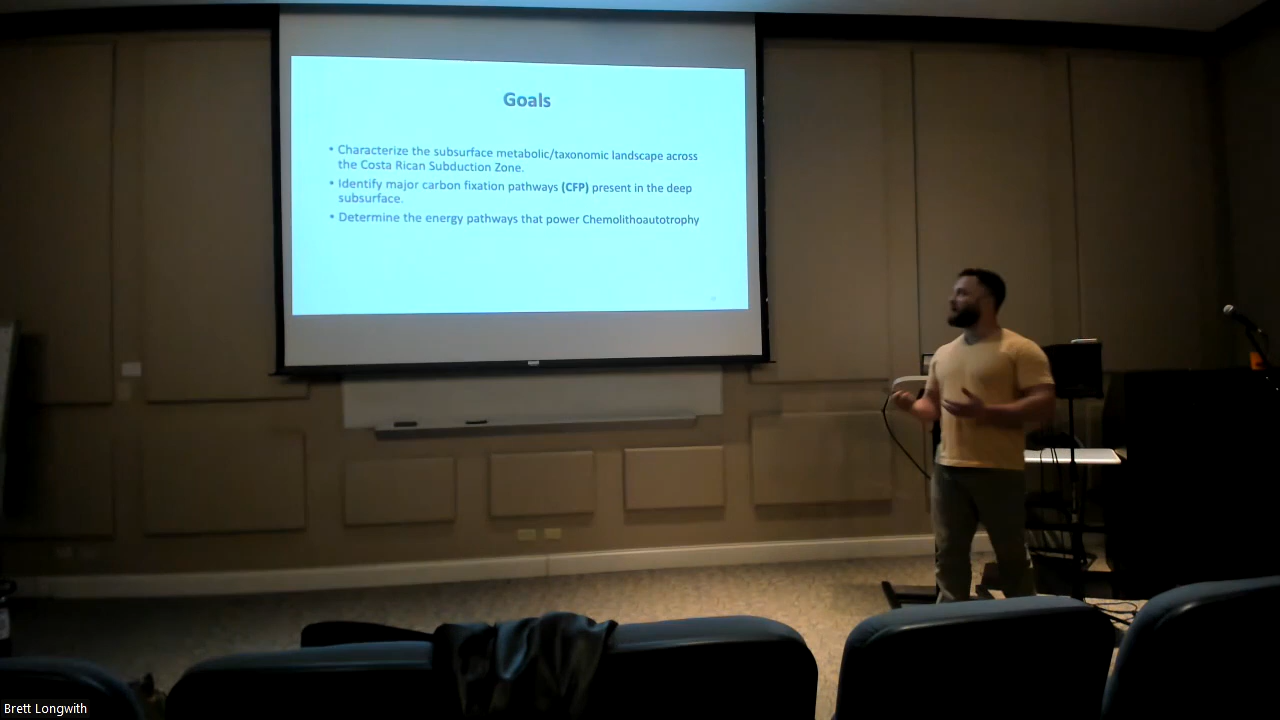 Goals
• Characterize the subsurface metabolic/taxonomic landscape across
the Costa Rican Subduction Zone.
• Identify major carbon fixation pathways (CFP) present in the deep
subsurface.
• Determine the energy pathways that power Chemolithoautotrophy
Brett Longwith